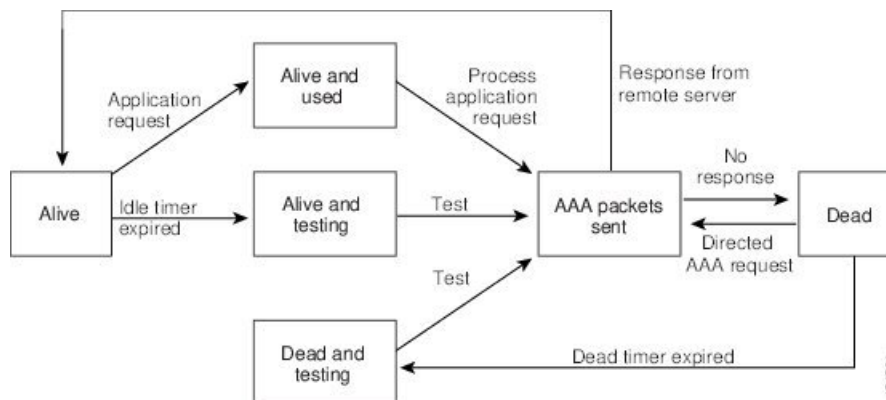 Alive and
used
Process
application
request
Response from
remote server
Application
request
No
response
Alive
Idle timer
expired
Alive and
testing
Test
AAA packets
sent
Dead
Directed
AAA request
Test
Dead and
testing
Dead timer expired